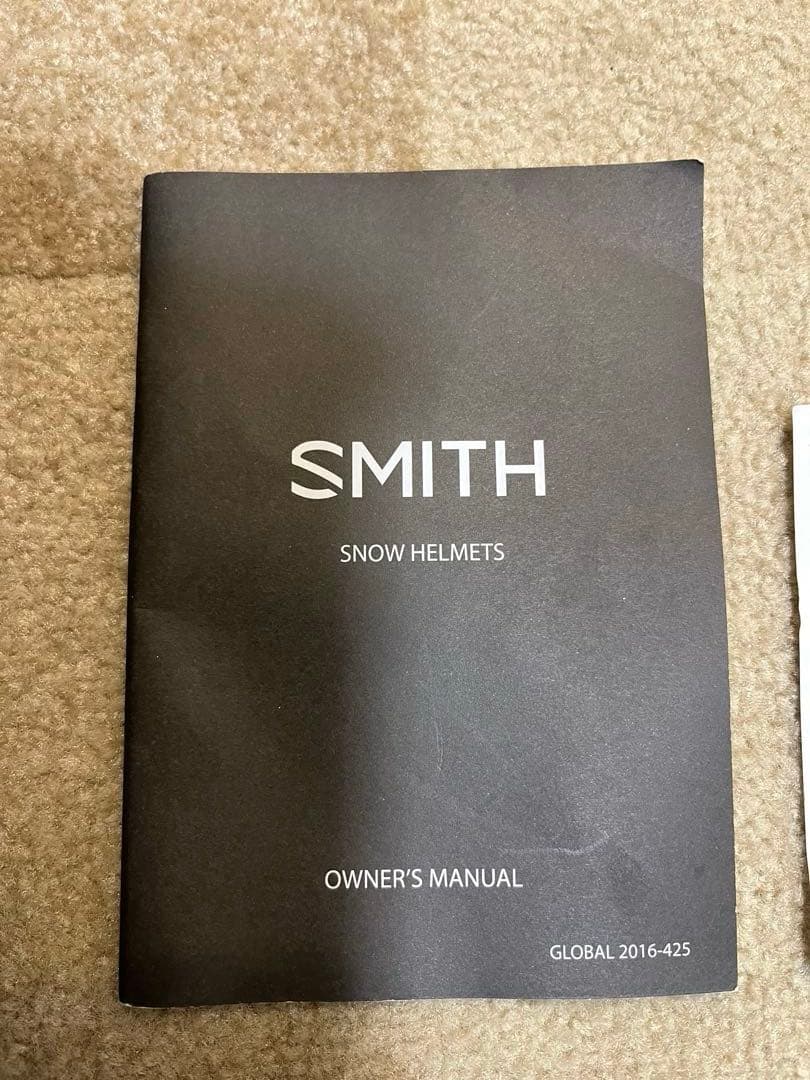 SMITH
SNOW HELMETS
OWNER'S MANUAL
GLOBAL 2016-425